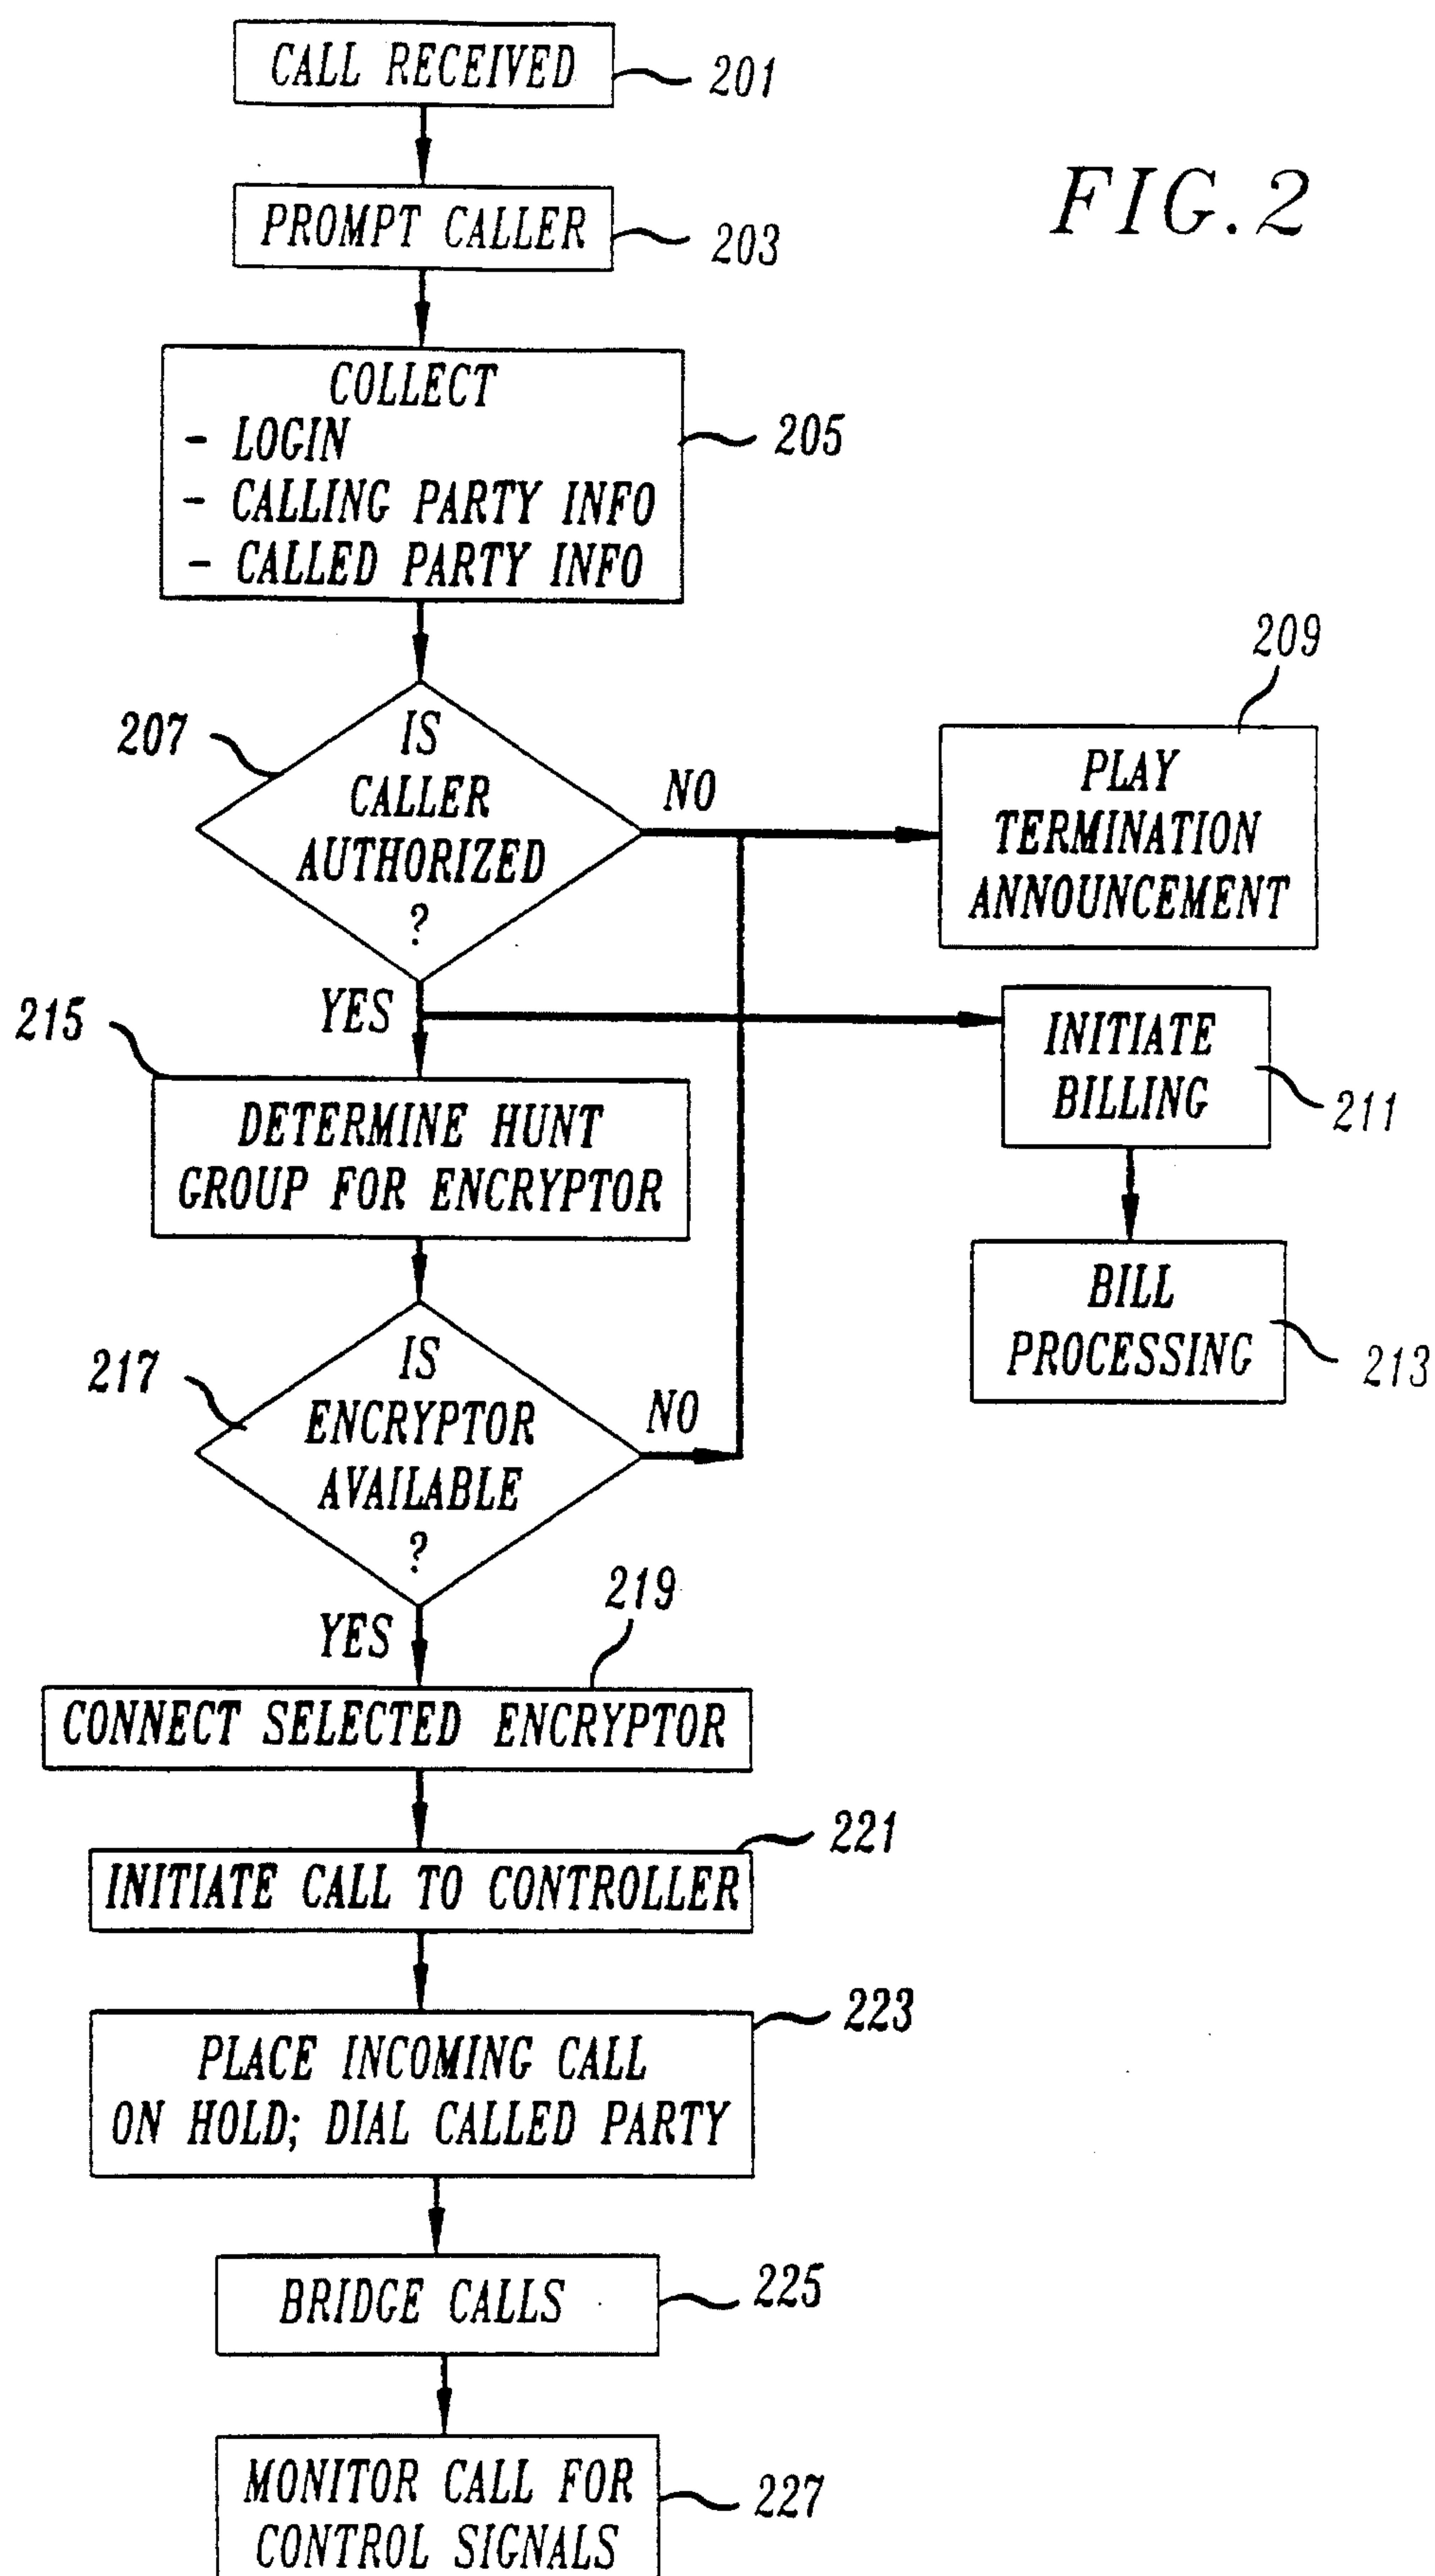 CALL RECEIVED
201
FIG. 2
PROMPT CALLER
203
COLLECT
- LOGIN
- CALLING PARTY INFO
- CALLED PARTY INFO
205
207
IS
CALLER
AUTHORIZED
?
NO
209
PLAY
TERMINATION
ANNOUNCEMENT
YES
215
INITIATE
BILLING
211
DETERMINE HUNT
GROUP FOR ENCRYPTOR
BILL
PROCESSING
213
217
IS
ENCRYPTOR
AVAILABLE
?
NO
YES
219
CONNECT SELECTED ENCRYPTOR
221
INITIATE CALL TO CONTROLLER
223
PLACE INCOMING CALL
ON HOLD; DIAL CALLED PARTY
BRIDGE CALLS
225
MONITOR CALL FOR
CONTROL SIGNALS
227